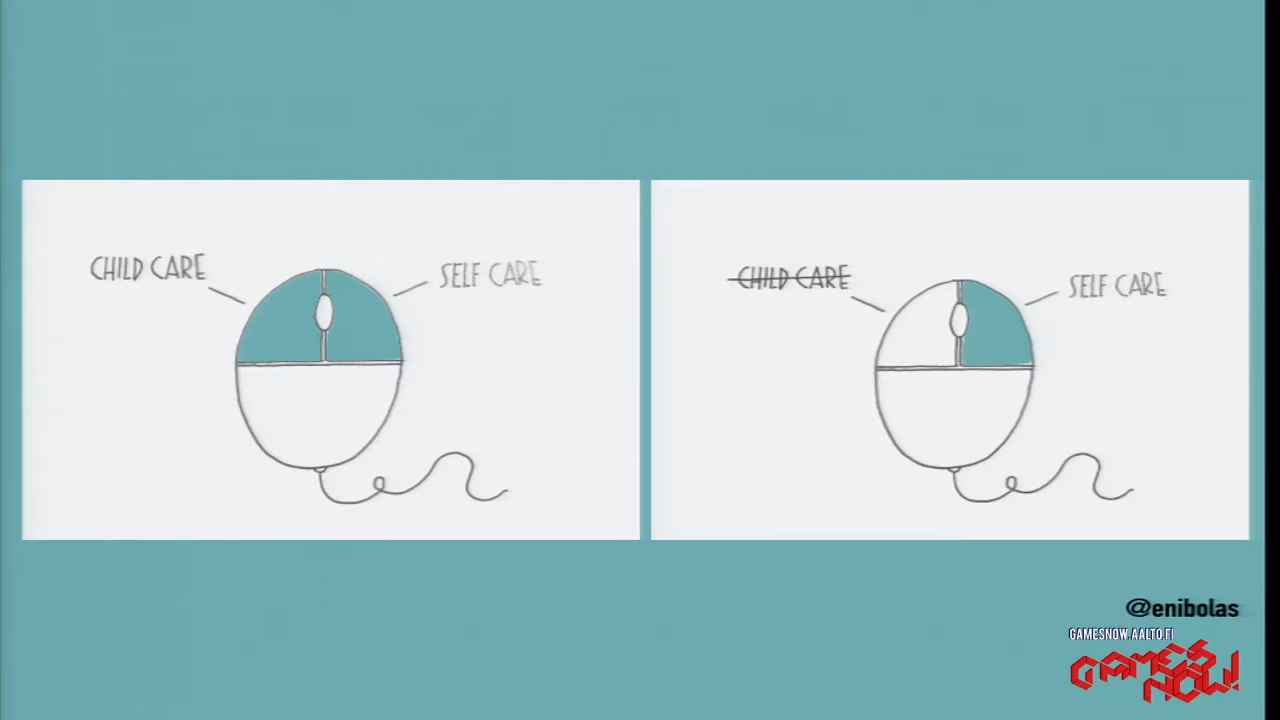 CHILD CARE
SELF CARE
CHILD CARE
SELF CARE
@enibolas
GAMESNOW.AALTO.FI
GAMES
NOW!